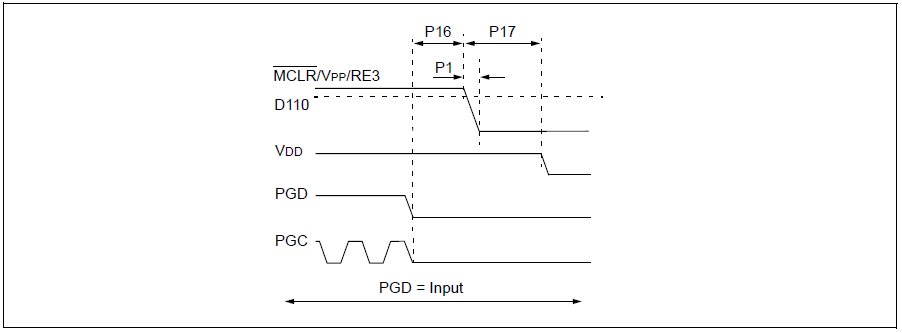 P16 P17
P1
MCLR/VPP/RE3
D110
VDD
PGD
PGC
PGD = Input